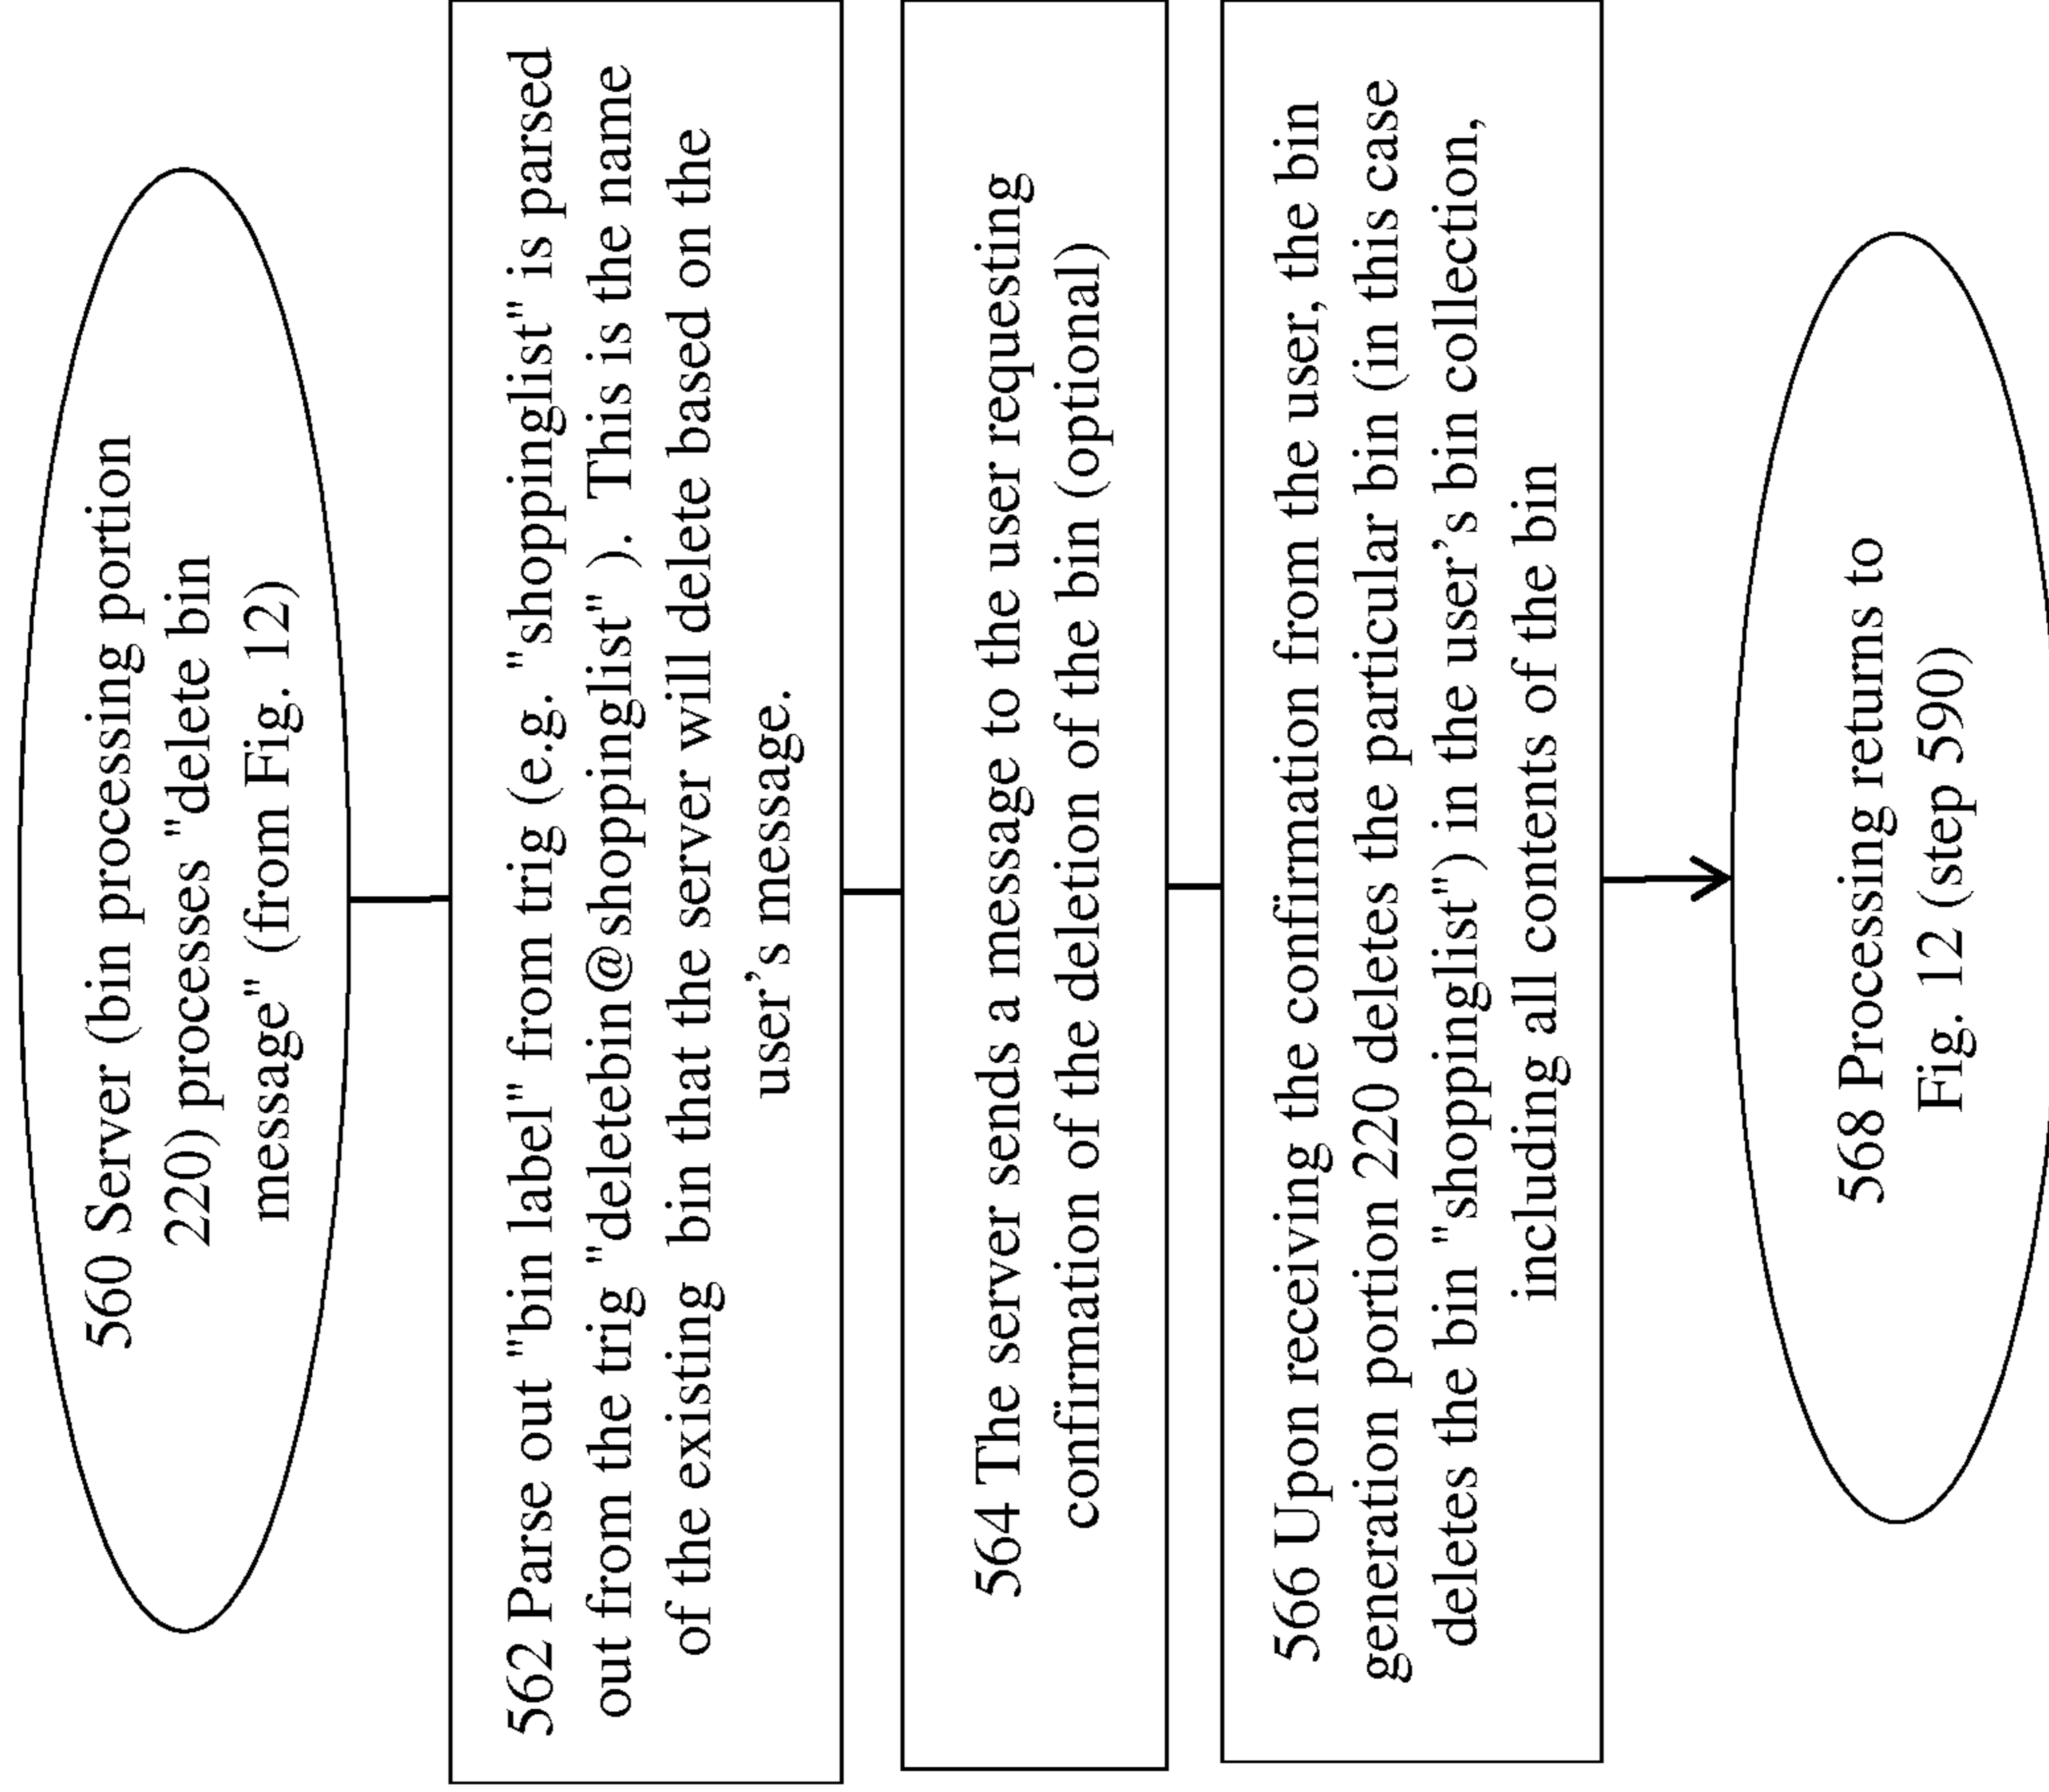 560 Server (bin processing portion
220) processes "delete bin
message" (from Fig. 12)
562 Parse out "bin label" from trig (e.g. "shoppinglist" is parsed
out from the trig "deletebin@shoppinglist" ).  This is the name
of the existing  bin that the server will delete based on the
user’s message.
564 The server sends a message to the user requesting
confirmation of the deletion of the bin (optional)
566 Upon receiving the confirmation from the user, the bin
generation portion 220 deletes the particular bin (in this case
deletes the bin "shoppinglist") in the user’s bin collection,
including all contents of the bin
568 Processing returns to
Fig. 12 (step 590)